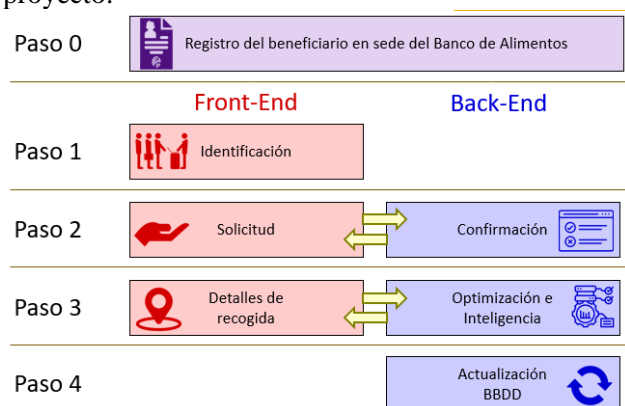 proyecto.
Paso 0
Registro del beneficiario en sede del Banco de Alimentos
Front-End
Back-End
Paso 1
Identificación
Paso 2
Solicitud
Confirmación
Paso 3
Detalles de
recogida
Optimización e
Inteligencia
Paso 4
Actualización
BBDD